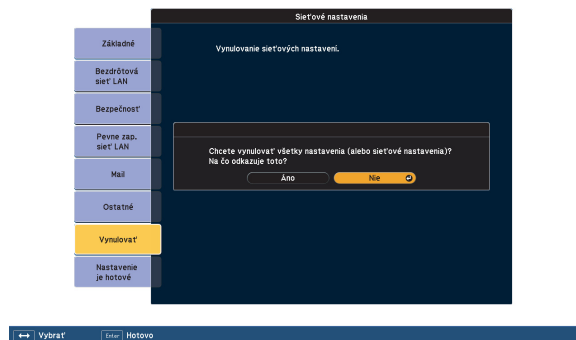 Sieťové nastavenia
Základné
Vynulovanie sieťových nastavení.
Bezdrôtová
sieť LAN
Bezpečnosť
Pevne zap.
sieť LAN
Chcete vynulovať všetky nastavenia (alebo sieťové nastavenia)?
Na čo odkazuje toto?
Áno
Nie
Mail
Ostatné
Vynulovať
Nastavenie
je hotové
Vybrať
Enter Hotovo